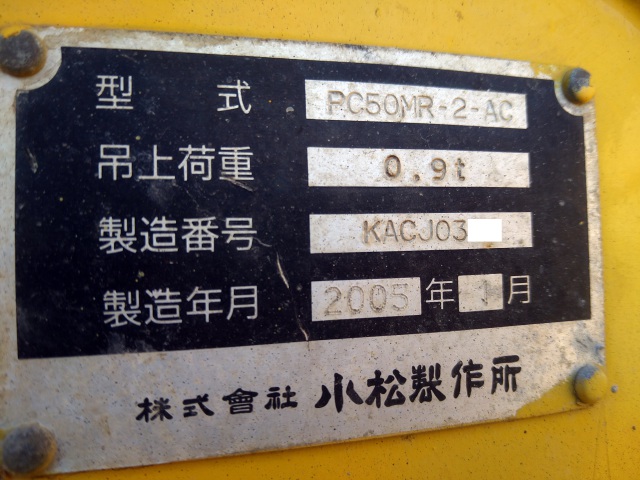 型 式 PC50MR-2-AC
吊上荷重 0.9t
製造番号 KACJ03
製造年月 2005年 1月
株式會社 小松製作所